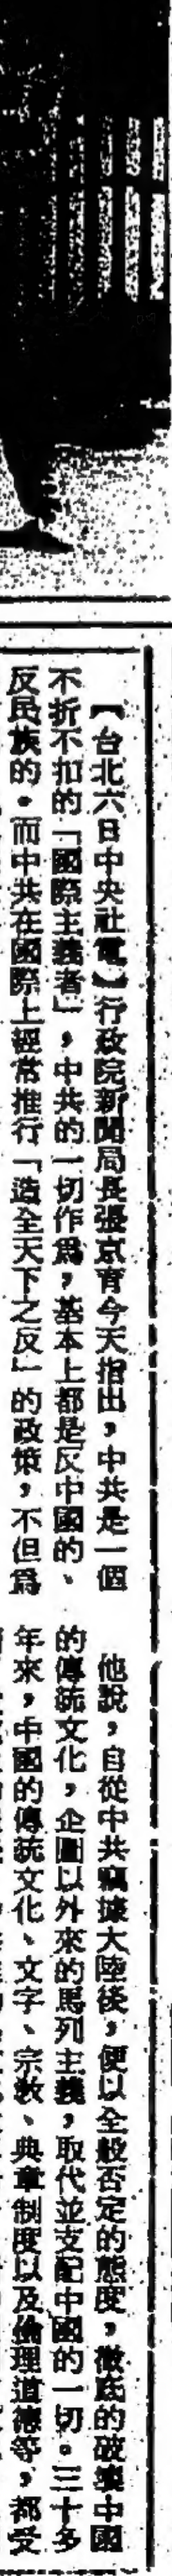 【台北六日中央社電】行政院新聞局長張京育今天指出，中共是一個
不折不扣的「國際主義者」，中共的一切作爲，基本上都是反中國的、
反民族的。而中共在國際上經常推行「造全天下之反」的政策，不但爲
他說，自從中共竊據大陸後，便以全般否定的態度，徹底的破壞中國
的傳統文化，企圖以外來的馬列主義，取代並支配中國的一切。三十多
年來，中國的傳統文化、文字、宗教、典章制度以及倫理道德等，都受